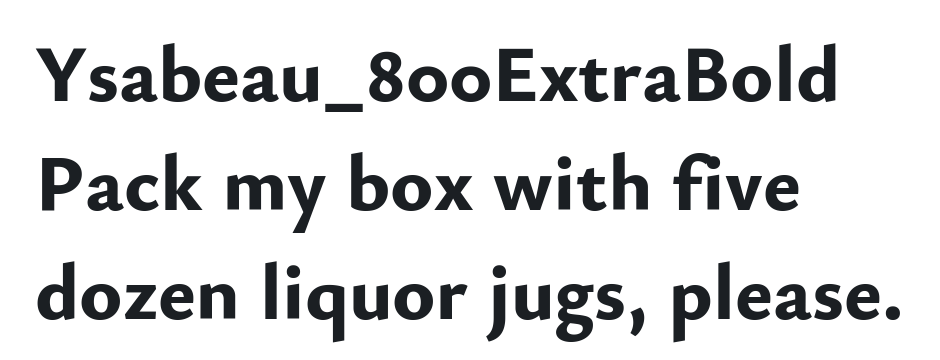 Ysabeau_800ExtraBold
Pack my box with five
dozen liquor jugs, please.